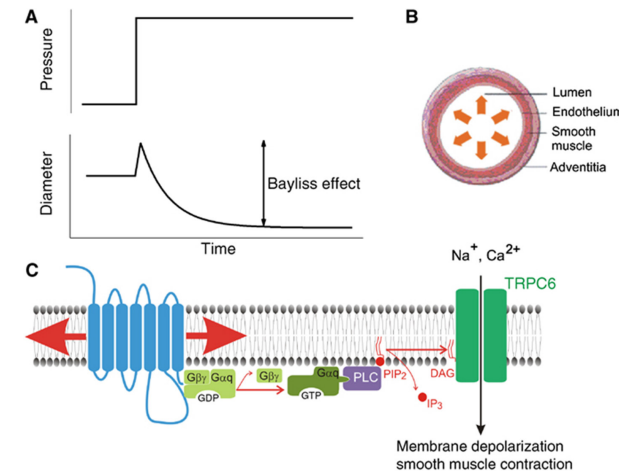 A
Pressure
Diameter
Bayliss effect
Time
B
Lumen
Endothelium
Smooth
muscle
Adventitia
C
Na⁺, Ca²⁺
TRPC6
Gβγ Gαq
GDP
Gβγ
Gαq
GTP
PLC
PIP₂
DAG
IP₃
Membrane depolarization
smooth muscle contraction